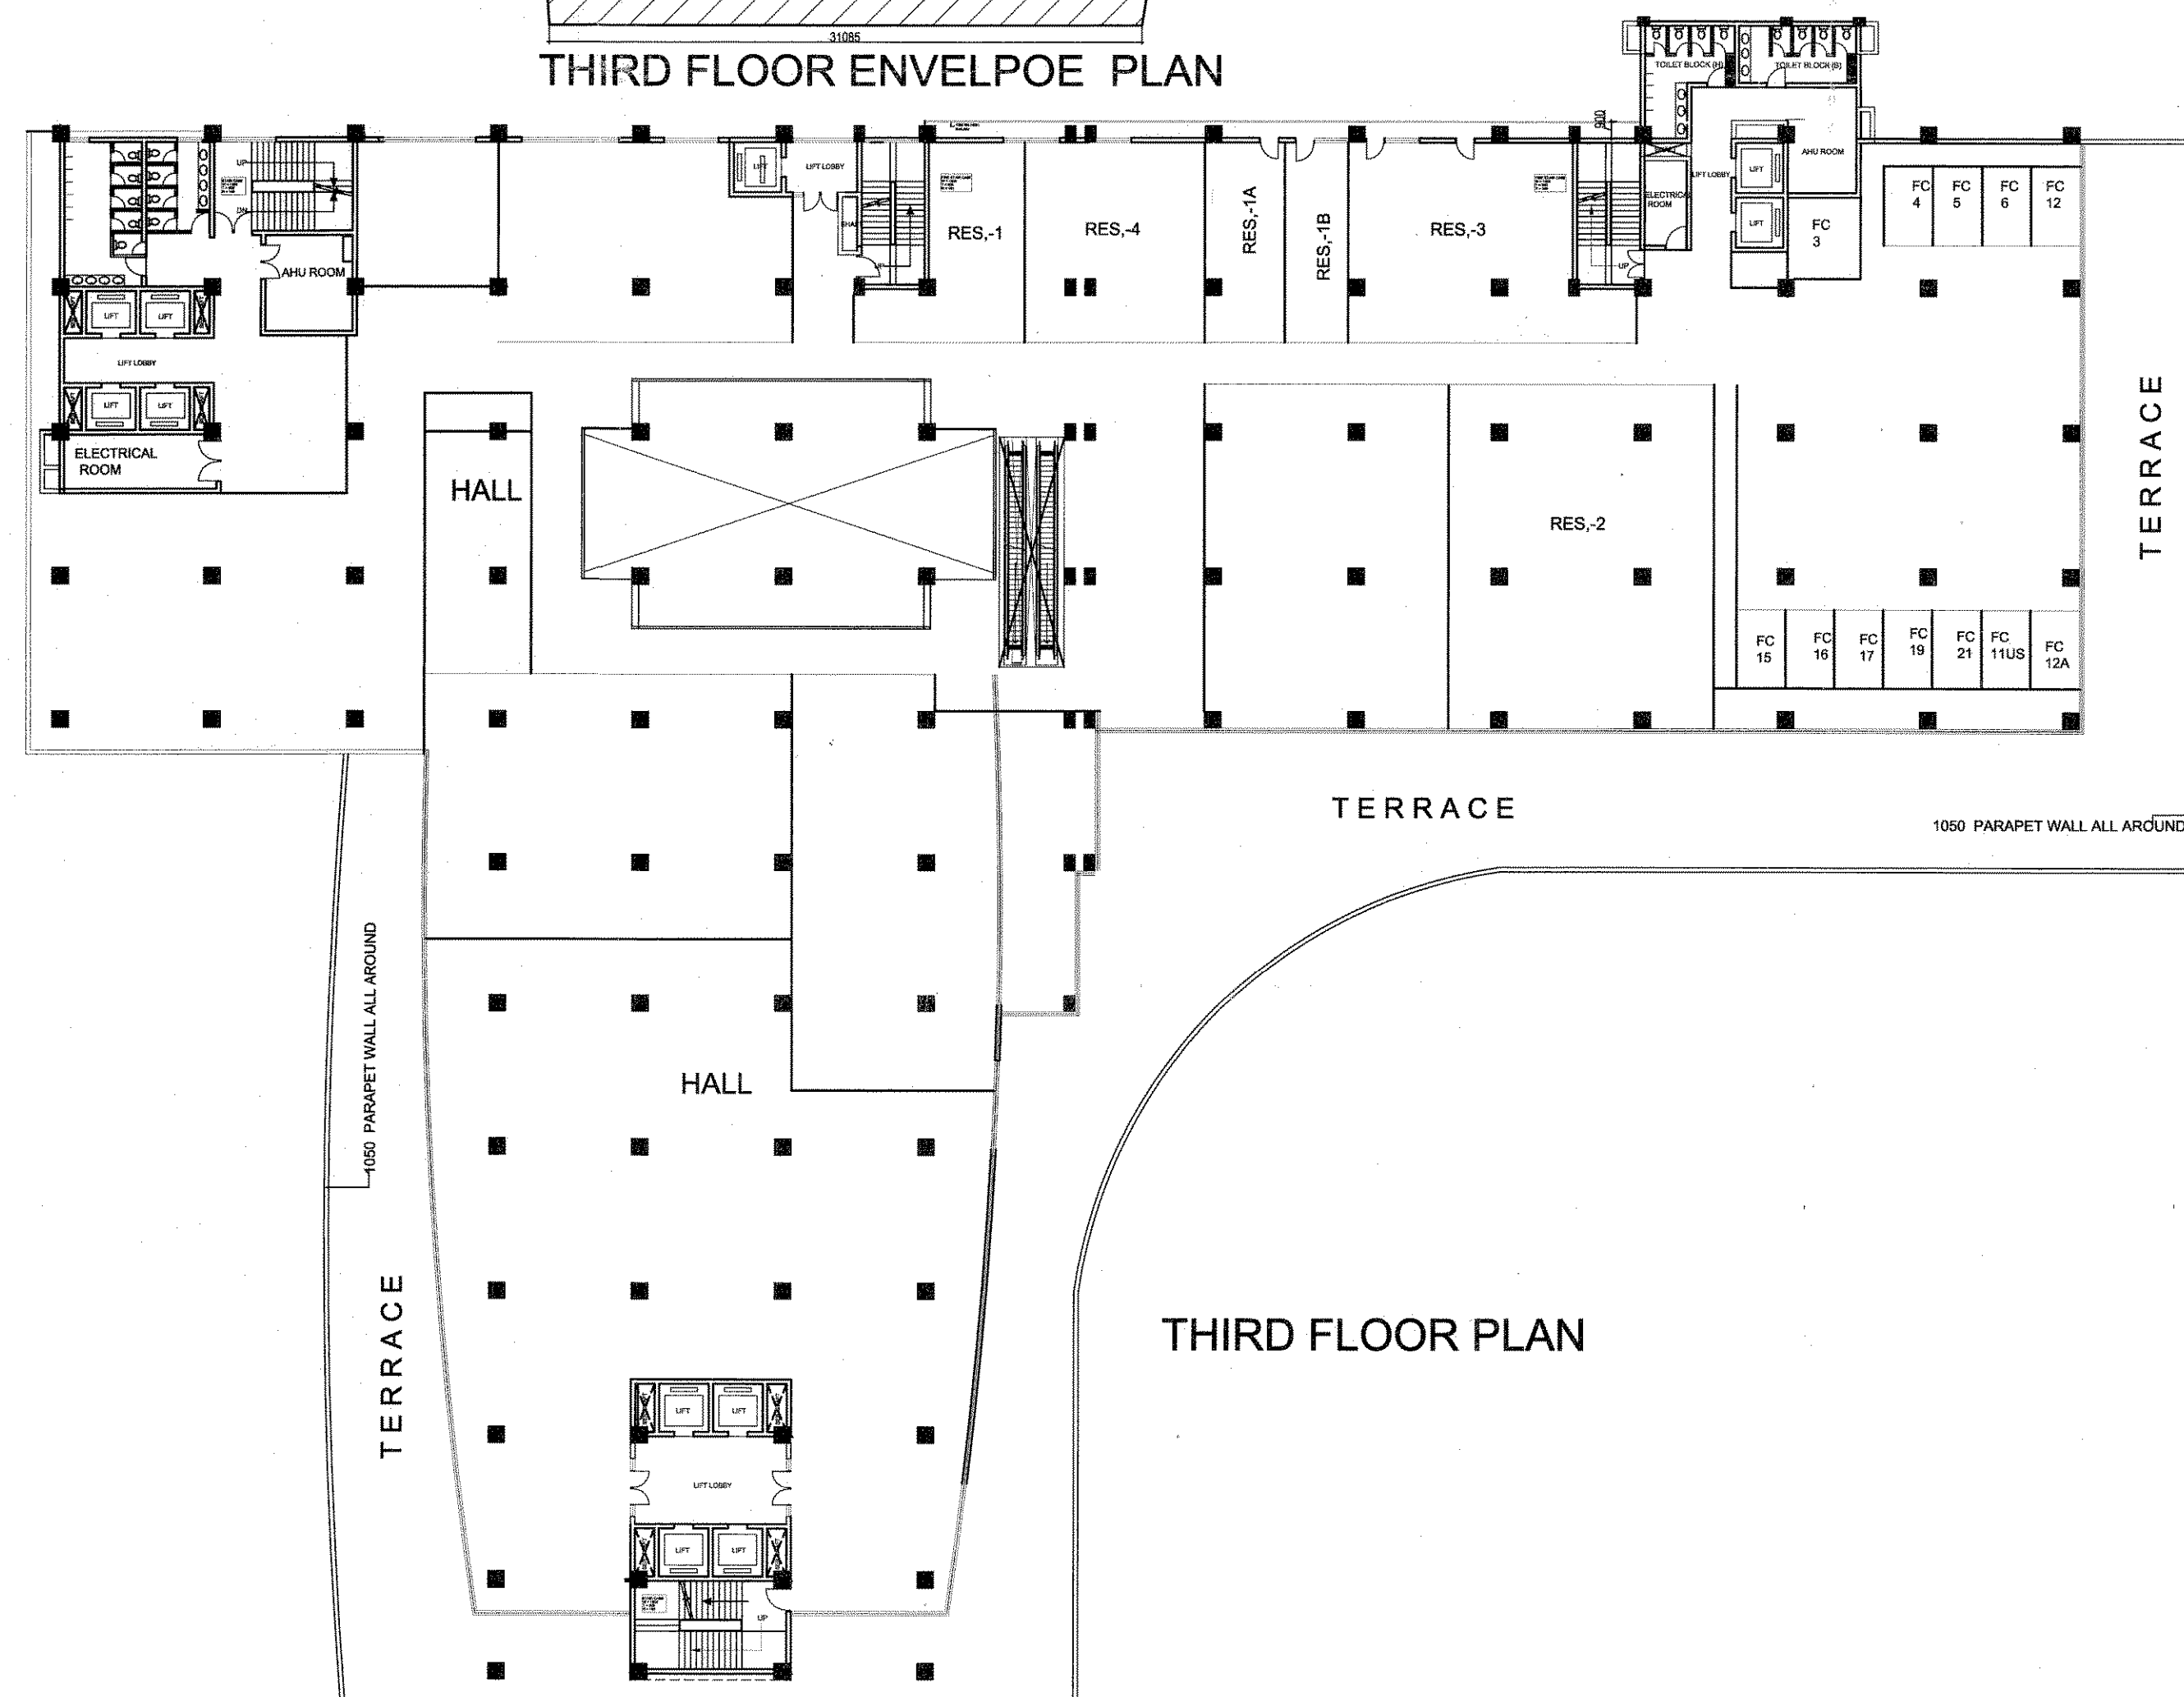 31085
THIRD FLOOR ENVELPOE PLAN
TOILET BLOCK (H)
TOILET BLOCK (S)
900
UP
DN
LIFT
LIFT LOBBY
AHU ROOM
UP
RES,-1
RES,-4
RES,-1A
RES,-1B
RES,-3
UP
ELECTRICAL
ROOM
LIFT LOBBY
LIFT
LIFT
AHU ROOM
FC
3
FC
4
FC
5
FC
6
FC
12
LIFT
LIFT
LIFT LOBBY
LIFT
LIFT
ELECTRICAL
ROOM
HALL
RES,-2
TERRACE
FC
15
FC
16
FC
17
FC
19
FC
21
FC
11US
FC
12A
TERRACE
1050 PARAPET WALL ALL AROUND
1050 PARAPET WALL ALL AROUND
HALL
TERRACE
THIRD FLOOR PLAN
LIFT
LIFT
LIFT LOBBY
LIFT
LIFT
UP